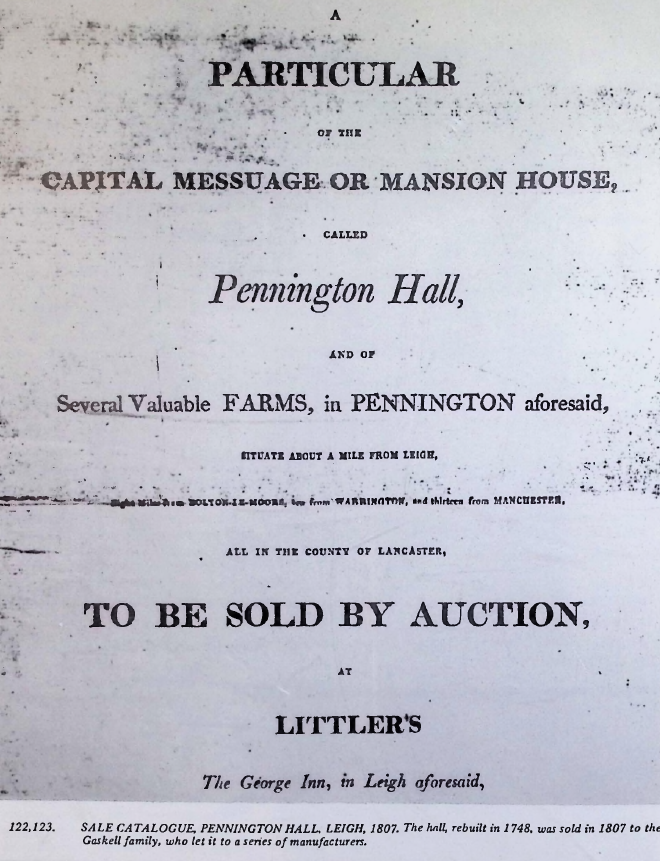 A
PARTICULAR
OF THE
CAPITAL MESSUAGE OR MANSION HOUSE,
CALLED
Pennington Hall,
AND OF
Several Valuable FARMS, in PENNINGTON aforesaid,
SITUATE ABOUT A MILE FROM LEIGH,
Eight Miles from BOLTON-LE-MOORS, from WARRINGTON, and thirteen from MANCHESTER,
ALL IN THE COUNTY OF LANCASTER,
TO BE SOLD BY AUCTION,
AT
LITTLER'S
The George Inn, in Leigh aforesaid,
122,123. SALE CATALOGUE, PENNINGTON HALL, LEIGH, 1807. The hall, rebuilt in 1748, was sold in 1807 to the
Gaskell family, who let it to a series of manufacturers.